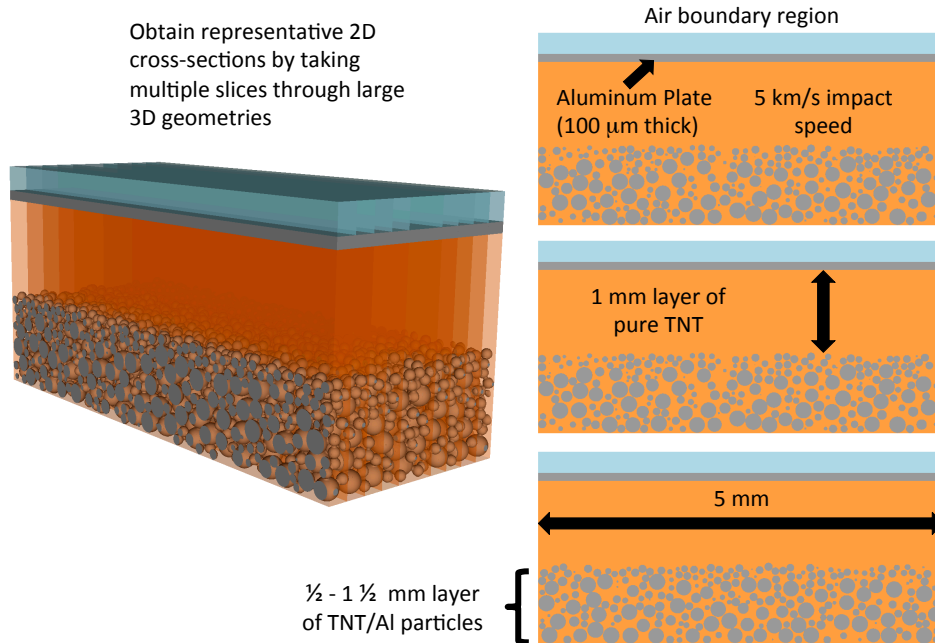 Obtain representative 2D
cross-sections by taking
multiple slices through large
3D geometries
Air boundary region
Aluminum Plate
(100 μm thick)
5 km/s impact
speed
1 mm layer of
pure TNT
5 mm
½ - 1 ½ mm layer
of TNT/Al particles